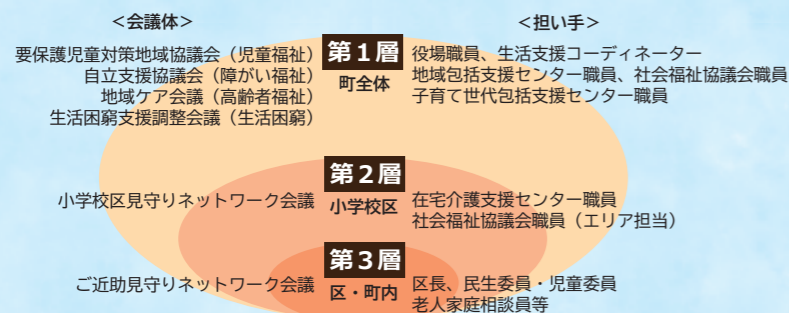 ＜会議体＞
＜担い手＞
要保護児童対策地域協議会（児童福祉）
自立支援協議会（障がい福祉）
地域ケア会議（高齢者福祉）
生活困窮支援調整会議（生活困窮）
第１層
町全体
役場職員、生活支援コーディネーター
地域包括支援センター職員、社会福祉協議会職員
子育て世代包括支援センター職員
小学校区見守りネットワーク会議
第２層
小学校区
在宅介護支援センター職員
社会福祉協議会職員（エリア担当）
ご近助見守りネットワーク会議
第３層
区・町内
区長、民生委員・児童委員
老人家庭相談員等